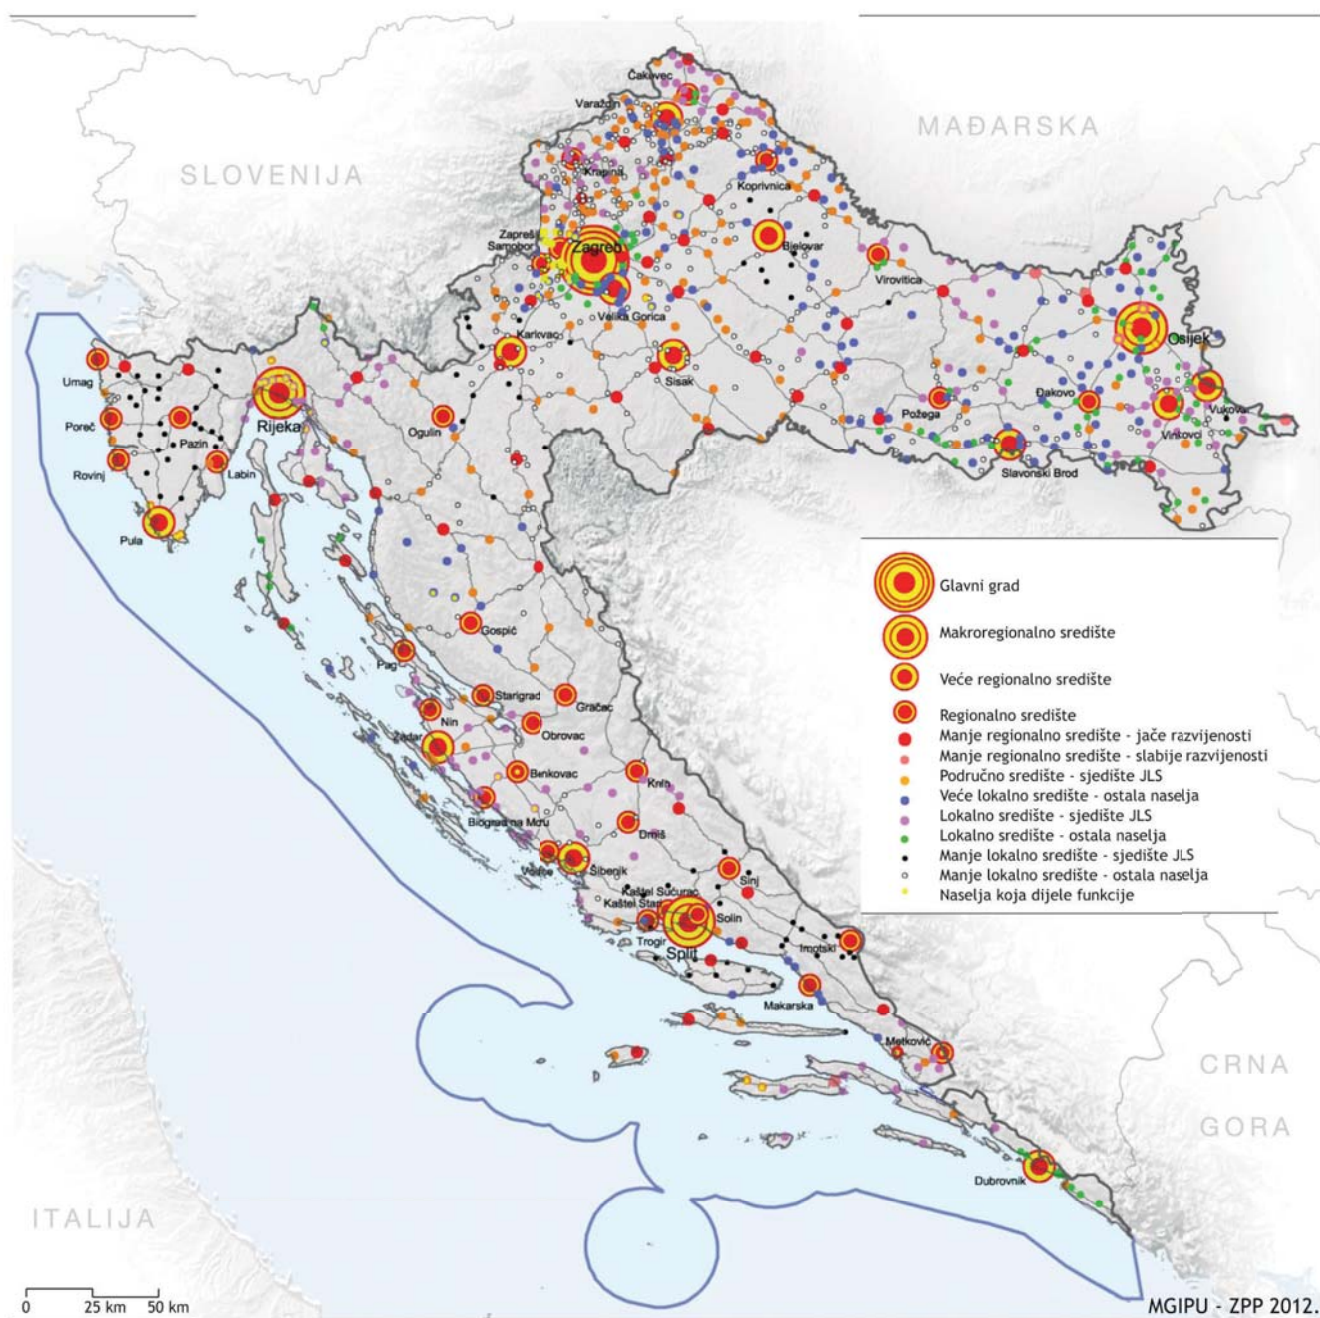 SLOVENIJA
MAĐARSKA
Čakovec
Varaždin
Krapina
Koprivnica
Zapreš
Samobor
Zagreb
Bjelovar
Virovitica
Velika Gorica
Karlovac
Sisak
Osijek
Umag
Poreč
Pazin
Rijeka
Ogulin
Požega
Đakovo
Vukovar
Vinkovci
Rovinj
Labin
Slavonski Brod
Pula
Gospić
Pag
Starigrad
Gračac
Nin
Obrovac
Zadar
Benkovac
Knin
Biograd na Moru
Drniš
Vodice
Šibenik
Sinj
Kaštel Sućurac
Kaštel Stari
Solin
Trogir
Split
Imotski
Makarska
Metković
Dubrovnik
Glavni grad
Makroregionalno središte
Veće regionalno središte
Regionalno središte
Manje regionalno središte - jače razvijenosti
Manje regionalno središte - slabije razvijenosti
Područno središte - sjedište JLS
Veće lokalno središte - ostala naselja
Lokalno središte - sjedište JLS
Lokalno središte - ostala naselja
Manje lokalno središte - sjedište JLS
Manje lokalno središte - ostala naselja
Naselja koja dijele funkcije
CRNA
GORA
ITALIJA
0 25 km 50 km
MGIPU - ZPP 2012.